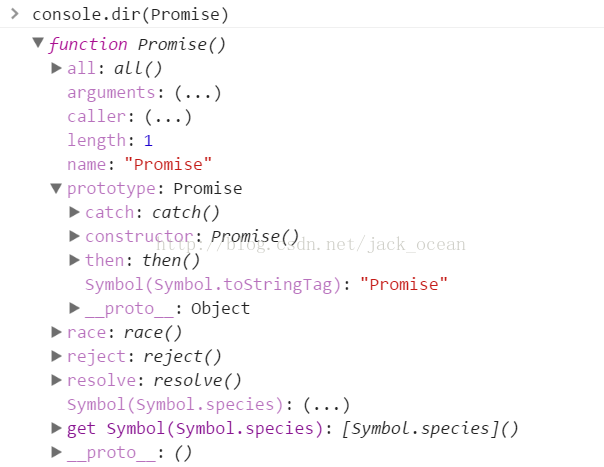 console.dir(Promise)
function Promise()
all: all()
arguments: (...)
caller: (...)
length: 1
name: "Promise"
prototype: Promise
catch: catch()
constructor: Promise()
http://blog.csdn.net/jack_ocean
then: then()
Symbol(Symbol.toStringTag): "Promise"
__proto__: Object
race: race()
reject: reject()
resolve: resolve()
Symbol(Symbol.species): (...)
get Symbol(Symbol.species): [Symbol.species]()
__proto__: ()